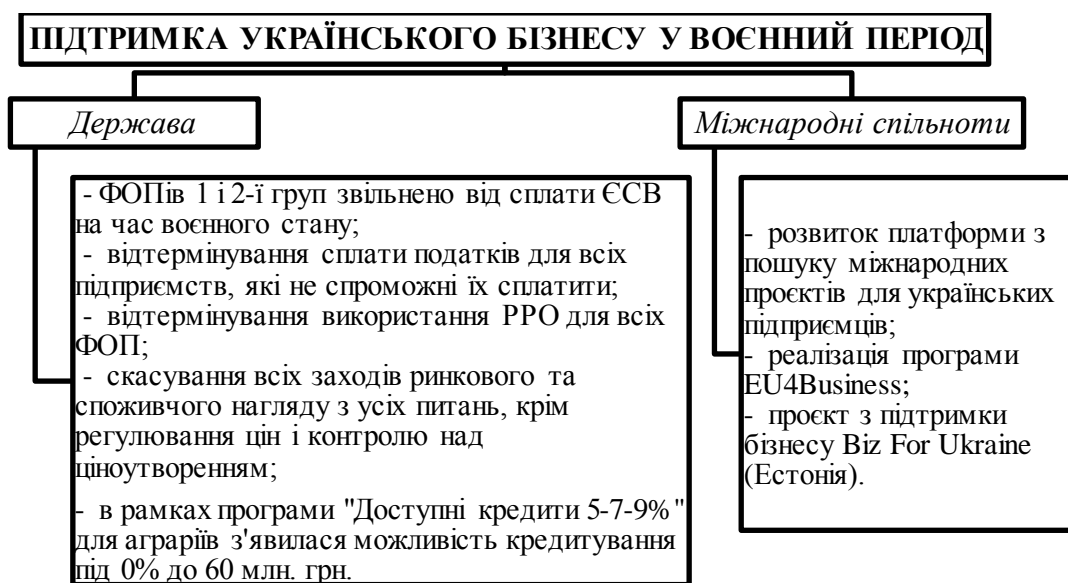 ПІДТРИМКА УКРАЇНСЬКОГО БІЗНЕСУ У ВОЄННИЙ ПЕРІОД
Держава
- ФОПів 1 і 2-ї груп звільнено від сплати ЄСВ
на час воєнного стану;
- відтермінування сплати податків для всіх
підприємств, які не спроможні їх сплатити;
- відтермінування використання РРО для всіх
ФОП;
- скасування всіх заходів ринкового та
споживчого нагляду з усіх питань, крім
регулювання цін і контролю над
ціноутворенням;
- в рамках програми "Доступні кредити 5-7-9%"
для аграріїв з'явилася можливість кредитування
під 0% до 60 млн. грн.
Міжнародні спільноти
- розвиток платформи з
пошуку міжнародних
проєктів для українських
підприємців;
- реалізація програми
EU4Business;
- проєкт з підтримки
бізнесу Biz For Ukraine
(Естонія).